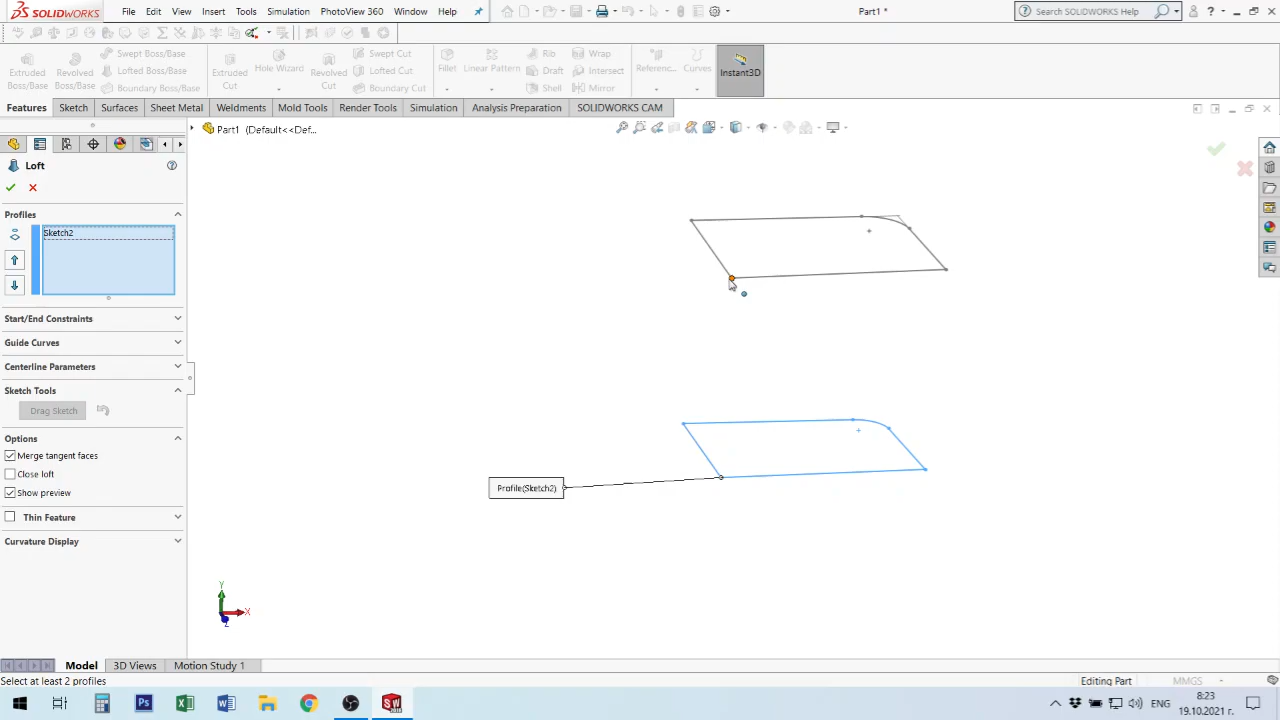 SOLIDWORKS File Edit View Insert Tools Simulation PhotoView 360 Window Help Part1 * Search SOLIDWORKS Help
Extruded Boss/Base
Revolved Boss/Base
Swept Boss/Base
Lofted Boss/Base
Boundary Boss/Base
Extruded Cut
Hole Wizard
Revolved Cut
Swept Cut
Lofted Cut
Boundary Cut
Fillet
Linear Pattern
Rib
Draft
Shell
Wrap
Intersect
Mirror
Referenc...
Curves
Instant3D
Features Sketch Surfaces Sheet Metal Weldments Mold Tools Render Tools Simulation Analysis Preparation SOLIDWORKS CAM
Part1 (Default<<Def...
Loft
Profiles
Sketch2
Start/End Constraints
Guide Curves
Centerline Parameters
Sketch Tools
Drag Sketch
Options
Merge tangent faces
Close loft
Show preview
Thin Feature
Curvature Display
Profile(Sketch2)
Y
X
Z
Model 3D Views Motion Study 1
Select at least 2 profiles Editing Part MMGS
ENG 8:23
19.10.2021 г.